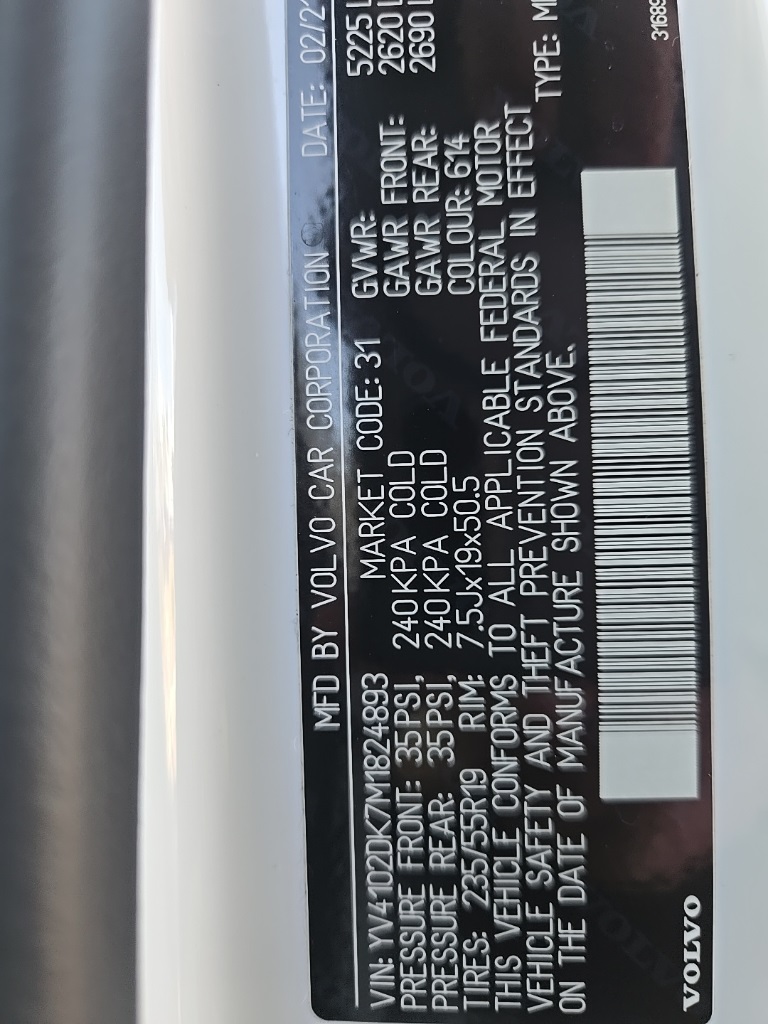 MFD BY VOLVO CAR CORPORATION DATE: 02/21
VIN: YV4102DK7M1824893 MARKET CODE: 31 GVWR: 5225
PRESSURE FRONT: 35PSI, 240KPA COLD GAWR FRONT: 2620
PRESSURE REAR: 35PSI, 240KPA COLD GAWR REAR: 2690
TIRES: 235/55R19 RIM: 7.5Jx19x50.5 COLOUR: 614
THIS VEHICLE CONFORMS TO ALL APPLICABLE FEDERAL MOTOR
VEHICLE SAFETY AND THEFT PREVENTION STANDARDS IN EFFECT
ON THE DATE OF MANUFACTURE SHOWN ABOVE. TYPE:
VOLVO 31689